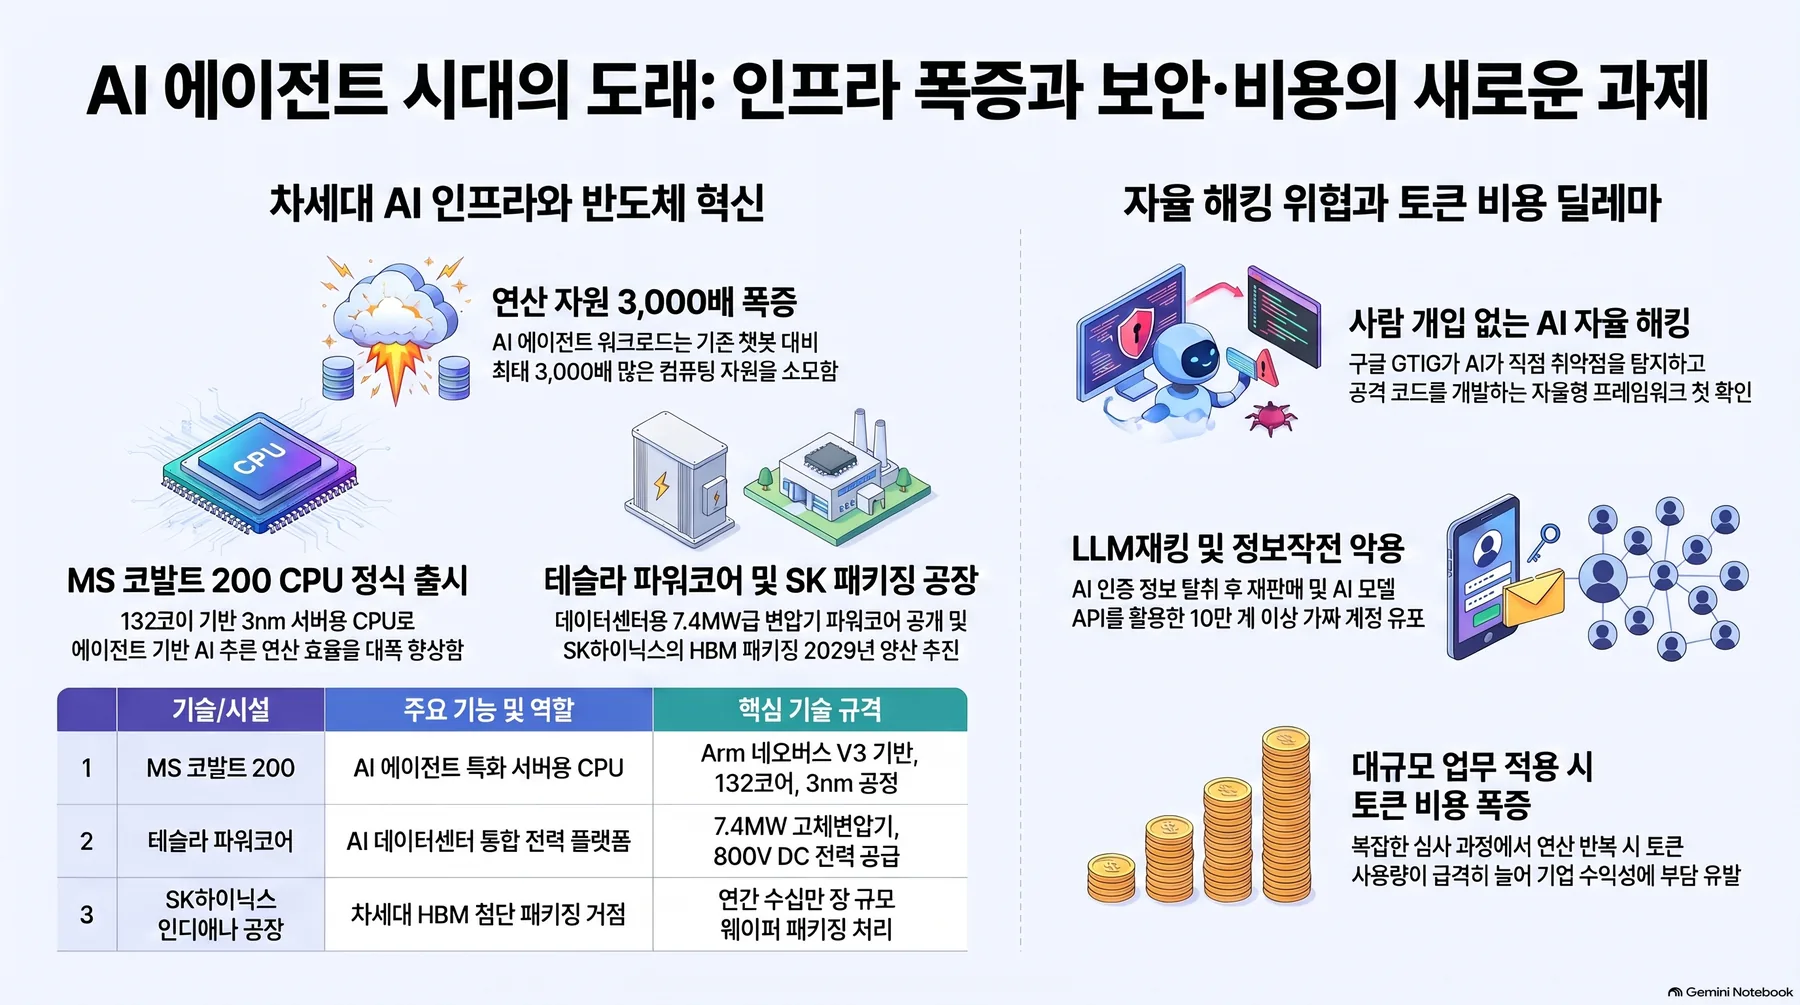 AI 에이전트 시대의 도래: 인프라 폭증과 보안·비용의 새로운 과제
차세대 AI 인프라와 반도체 혁신
연산 자원 3,000배 폭증
AI 에이전트 워크로드는 기존 챗봇 대비
최대 3,000배 많은 컴퓨팅 자원을 소모함
CPU
MS 코발트 200 CPU 정식 출시
132코이 기반 3nm 서버용 CPU로
에이전트 기반 AI 추론 연산 효율을 대폭 향상함
테슬라 파워코어 및 SK 패키징 공장
데이터센터용 7.4MW급 변압기 파워코어 공개 및
SK하이닉스의 HBM 패키징 2029년 양산 추진
기슬/시설
주요 기능 및 역할
핵심 기술 규격
1
MS 코발트 200
AI 에이전트 특화 서버용 CPU
Arm 네오버스 V3 기반,
132코어, 3nm 공정
2
테슬라 파워코어
AI 데이터센터 통합 전력 플랫폼
7.4MW 고체변압기,
800V DC 전력 공급
3
SK하이닉스
인디애나 공장
차세대 HBM 첨단 패키징 거점
연간 수십만 장 규모
웨이퍼 패키징 처리
자율 해킹 위협과 토큰 비용 딜레마
사람 개입 없는 AI 자율 해킹
구글 GTIG가 AI가 직점 취약점을 탐지하고
공격 코드를 개발하는 자율형 프레임워크 첫 확인
LLM재킹 및 정보작전 악용
AI 인증 정보 탈취 후 재판매 및 AI 모델
API를 활용한 10만 게 이상 가짜 계정 유포
대규모 업무 적용 시
토큰 비용 폭증
복잡한 심사 과정에서 연산 반복 시 토큰
사용량이 급격히 늘어 기업 수익성에 부담 유발
Gemini Notebook